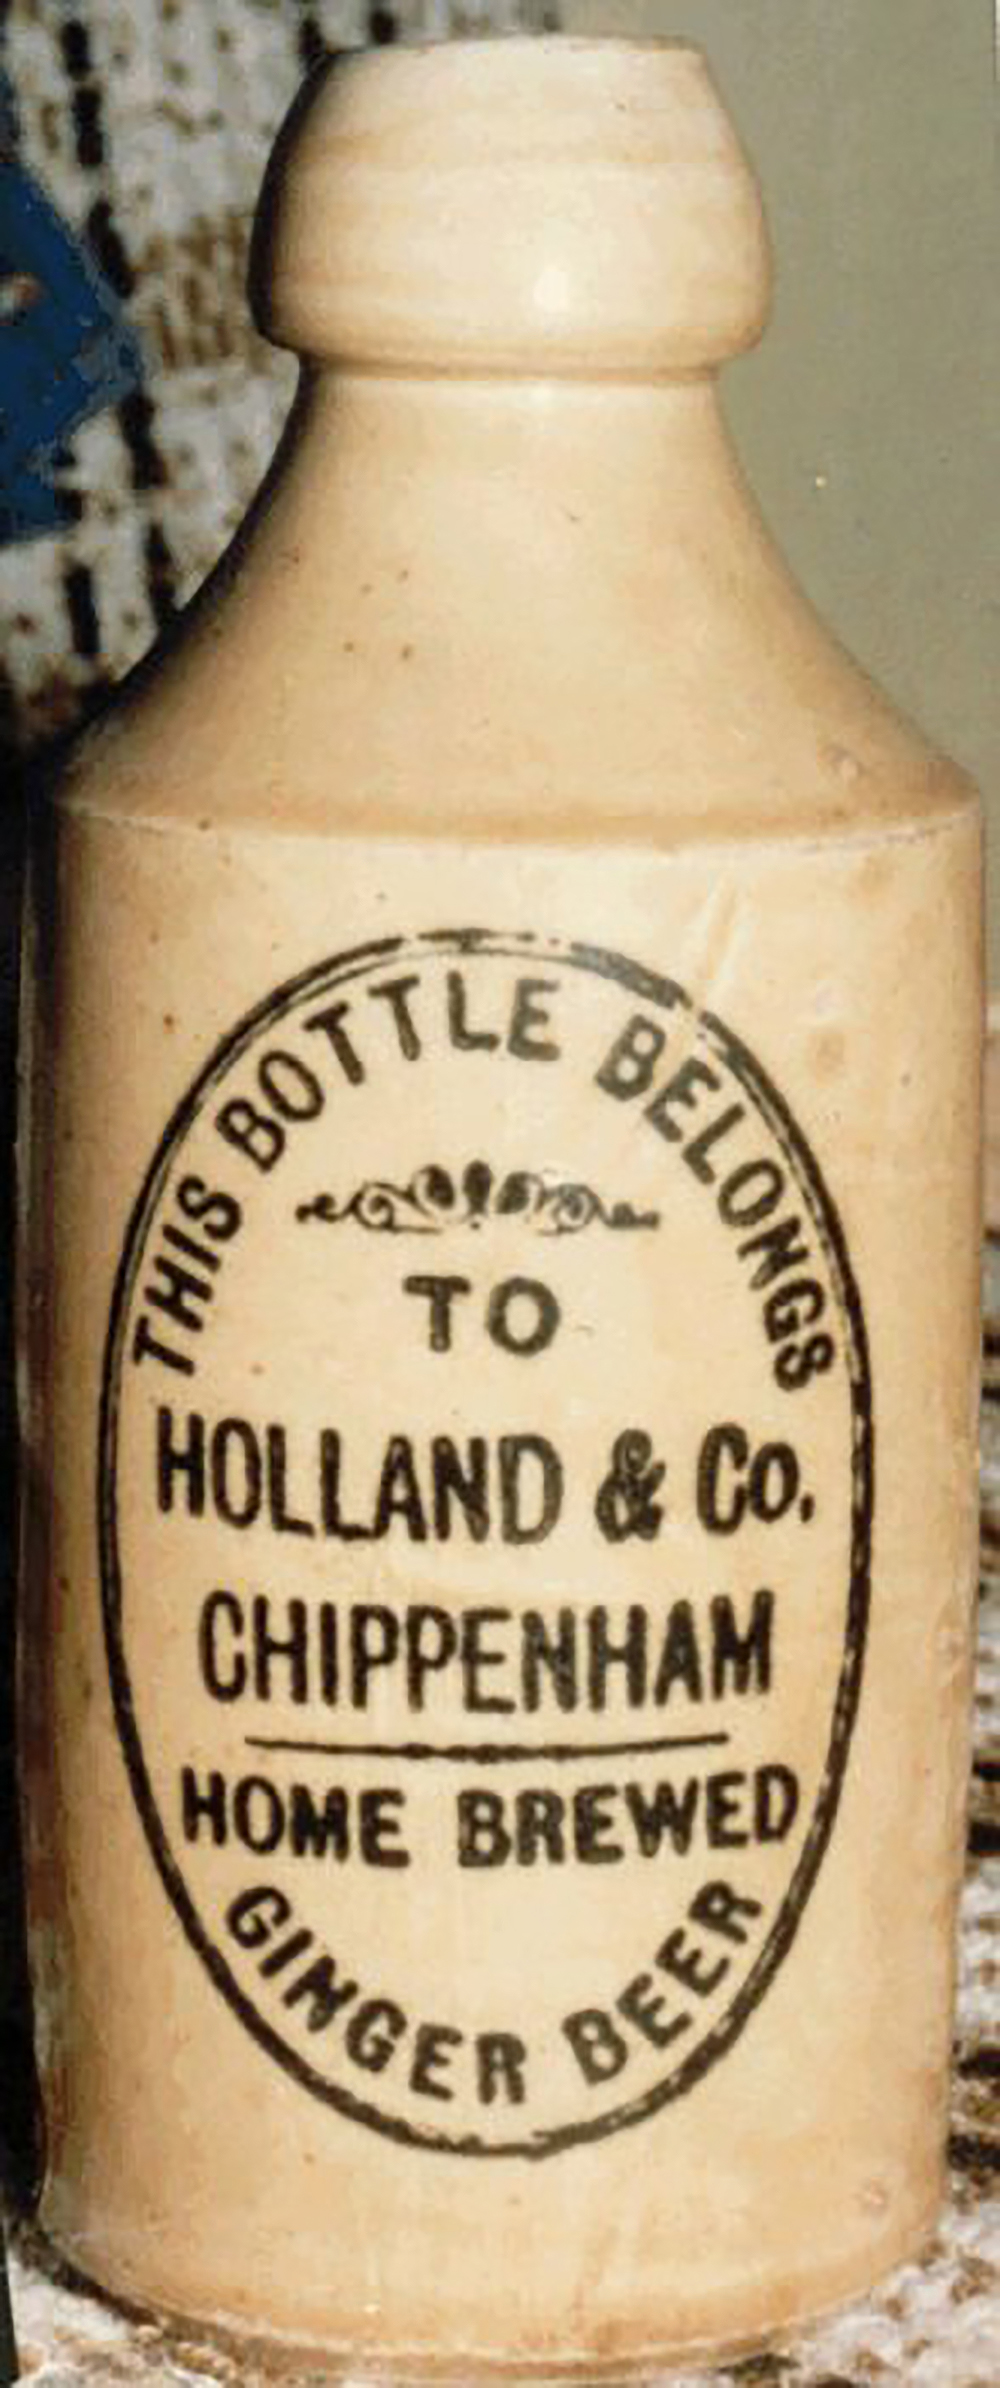 THIS BOTTLE BELONGS
TO
HOLLAND & Co.
CHIPPENHAM
HOME BREWED
GINGER BEER